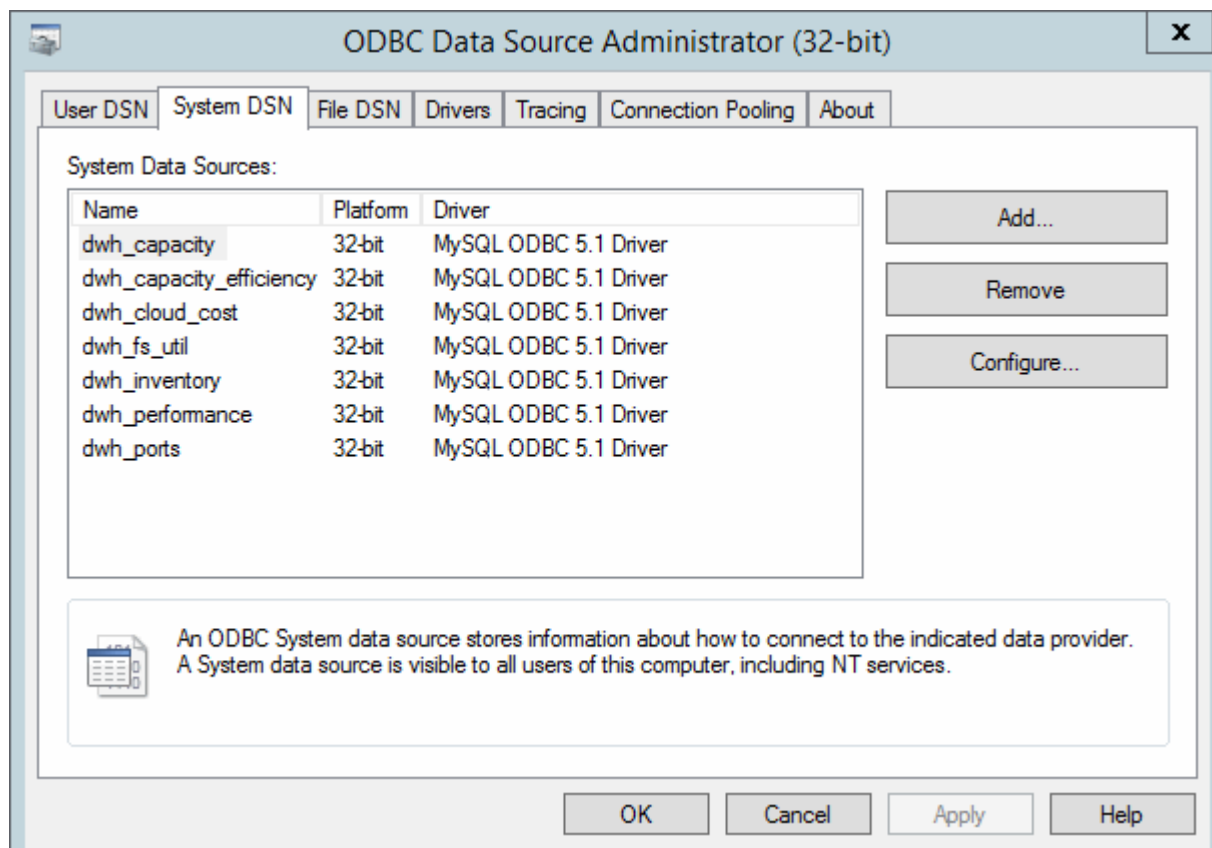 ODBC Data Source Administrator (32-bit)
x
User DSN System DSN File DSN Drivers Tracing Connection Pooling About
System Data Sources:
Name Platform Driver
dwh_capacity 32-bit MySQL ODBC 5.1 Driver
dwh_capacity_efficiency 32-bit MySQL ODBC 5.1 Driver
dwh_cloud_cost 32-bit MySQL ODBC 5.1 Driver
dwh_fs_util 32-bit MySQL ODBC 5.1 Driver
dwh_inventory 32-bit MySQL ODBC 5.1 Driver
dwh_performance 32-bit MySQL ODBC 5.1 Driver
dwh_ports 32-bit MySQL ODBC 5.1 Driver
Add...
Remove
Configure...
An ODBC System data source stores information about how to connect to the indicated data provider.
A System data source is visible to all users of this computer, including NT services.
OK Cancel Apply Help